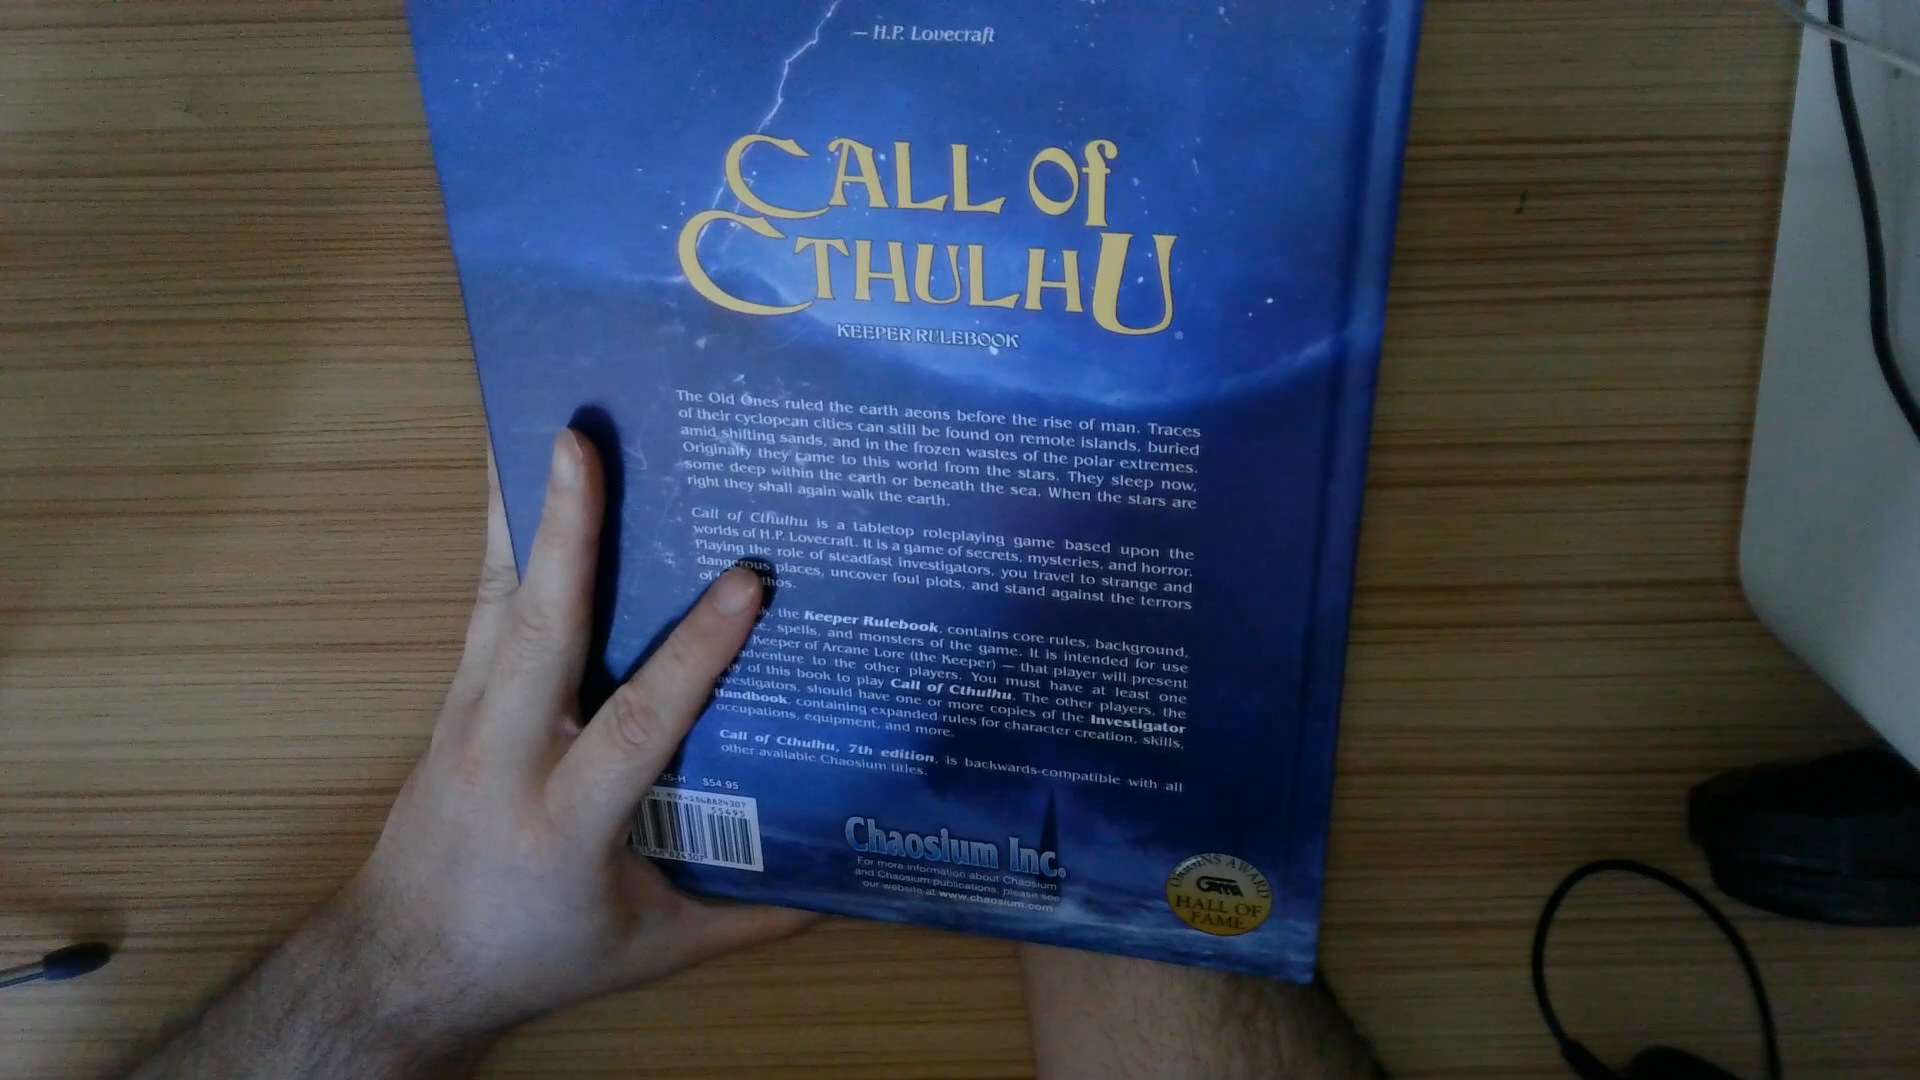 — H.P. Lovecraft
CALL of
CTHULHU
KEEPER RULEBOOK
The Old Ones ruled the earth aeons before the rise of man. Traces
of their cyclopean cities can still be found on remote islands, buried
amid shifting sands, and in the frozen wastes of the polar extremes.
Originally they came to this world from the stars. They sleep now,
some deep within the earth or beneath the sea. When the stars are
right they shall again walk the earth.
Call of Cthulhu is a tabletop roleplaying game based upon the
worlds of H.P. Lovecraft. It is a game of secrets, mysteries, and horror.
Playing the role of steadfast investigators, you travel to strange and
dangerous places, uncover foul plots, and stand against the terrors
of
the Keeper Rulebook, contains core rules, background,
spells, and monsters of the game. It is intended for use
Keeper of Arcane Lore (the Keeper) — that player will present
adventure to the other players. You must have at least one
of this book to play Call of Cthulhu. The other players, the
investigators, should have one or more copies of the Investigator
Handbook, containing expanded rules for character creation, skills,
occupations, equipment, and more.
Call of Cthulhu, 7th edition, is backwards-compatible with all
other available Chaosium titles.
35-H $54.95
978-1568824307
55495
Chaosium Inc.
For more information about Chaosium
and Chaosium publications, please see
our website at www.chaosium.com
ORIGINS AWARD
GAMA
HALL OF
FAME